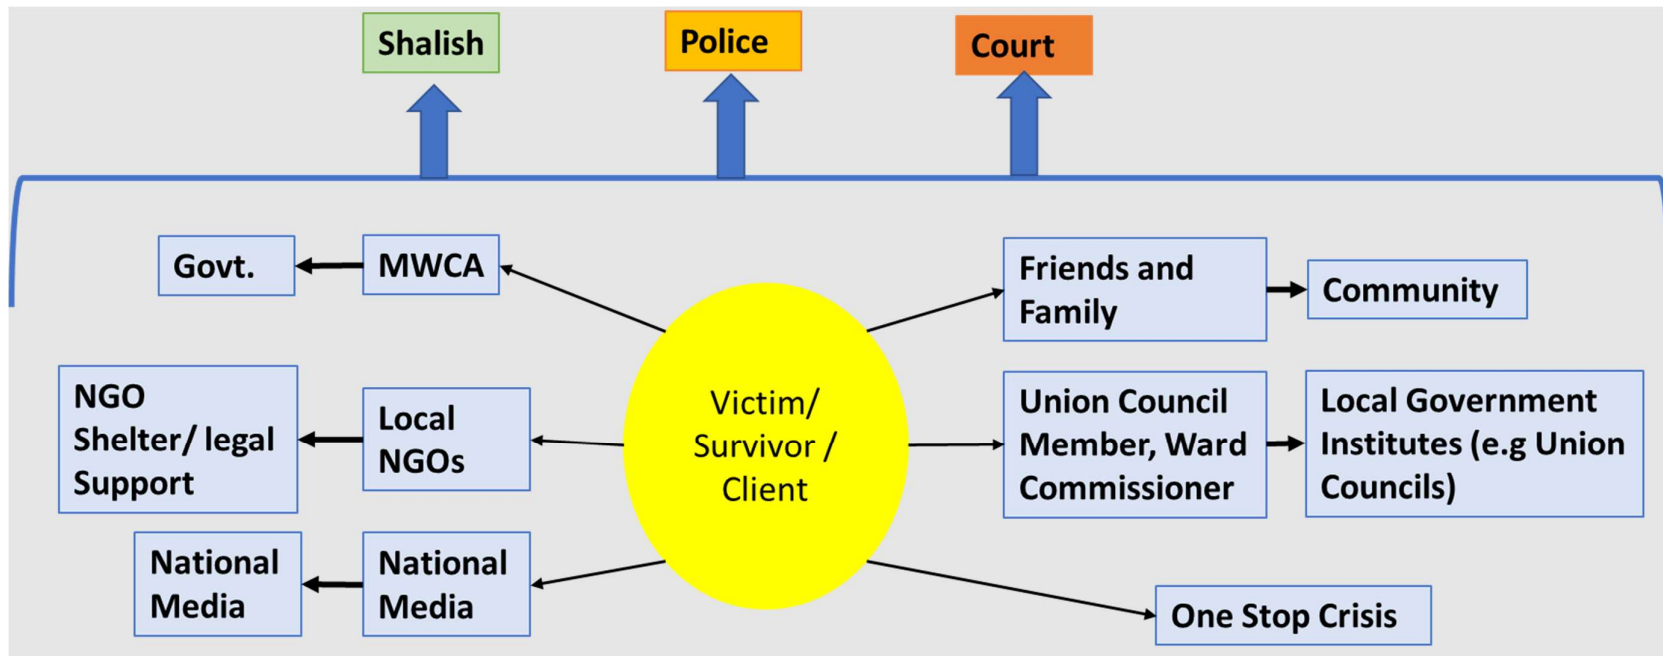 Shalish
Police
Court
Govt.
MWCA
Friends and
Family
Community
NGO
Shelter/ legal
Support
Local
NGOs
Victim/
Survivor /
Client
Union Council
Member, Ward
Commissioner
Local Government
Institutes (e.g Union
Councils)
National
Media
National
Media
One Stop Crisis